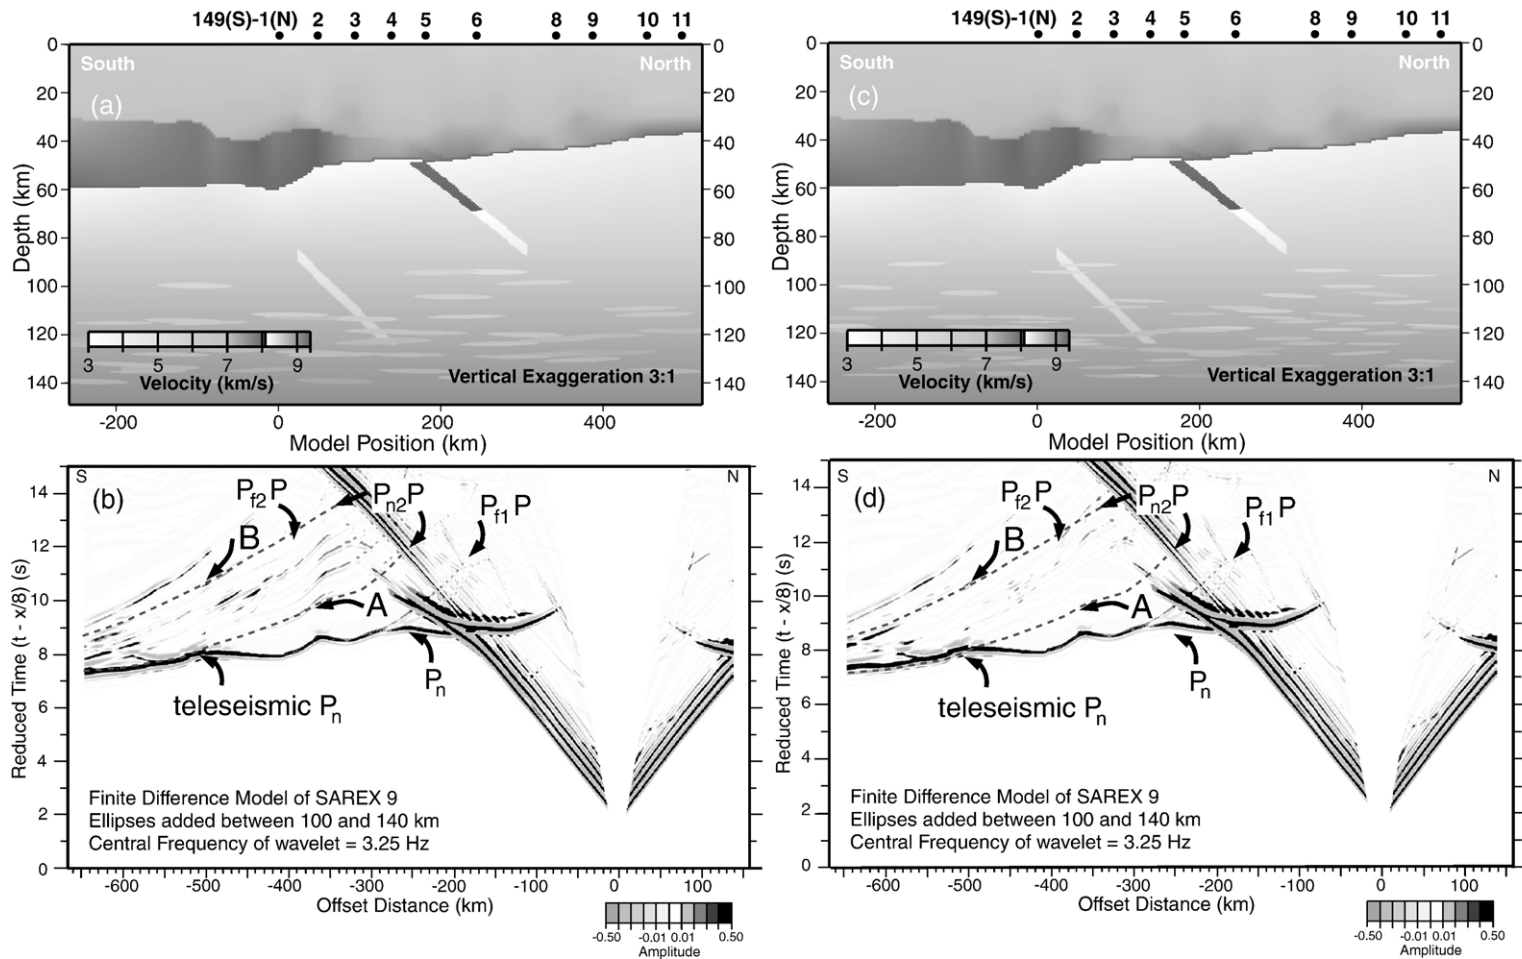 149(S)-1(N) 2 3 4 5 6 8 9 10 11
South
North
(a)
Depth (km)
0 20 40 60 80 100 120 140
0 20 40 60 80 100 120 140
3 5 7 9
Velocity (km/s)
Vertical Exaggeration 3:1
-200 0 200 400
Model Position (km)
149(S)-1(N) 2 3 4 5 6 8 9 10 11
South
North
(c)
Depth (km)
0 20 40 60 80 100 120 140
0 20 40 60 80 100 120 140
3 5 7 9
Velocity (km/s)
Vertical Exaggeration 3:1
-200 0 200 400
Model Position (km)
S
N
(b)
Pf2P
Pn2P
Pf1P
B
A
Pn
teleseismic Pn
Reduced Time (t - x/8) (s)
14 12 10 8 6 4 2 0
Finite Difference Model of SAREX 9
Ellipses added between 100 and 140 km
Central Frequency of wavelet = 3.25 Hz
-600 -500 -400 -300 -200 -100 0 100
Offset Distance (km)
-0.50 -0.01 0.01 0.50
Amplitude
S
N
(d)
Pf2P
Pn2P
Pf1P
B
A
Pn
teleseismic Pn
Reduced Time (t - x/8) (s)
14 12 10 8 6 4 2 0
Finite Difference Model of SAREX 9
Ellipses added between 100 and 140 km
Central Frequency of wavelet = 3.25 Hz
-600 -500 -400 -300 -200 -100 0 100
Offset Distance (km)
-0.50 -0.01 0.01 0.50
Amplitude